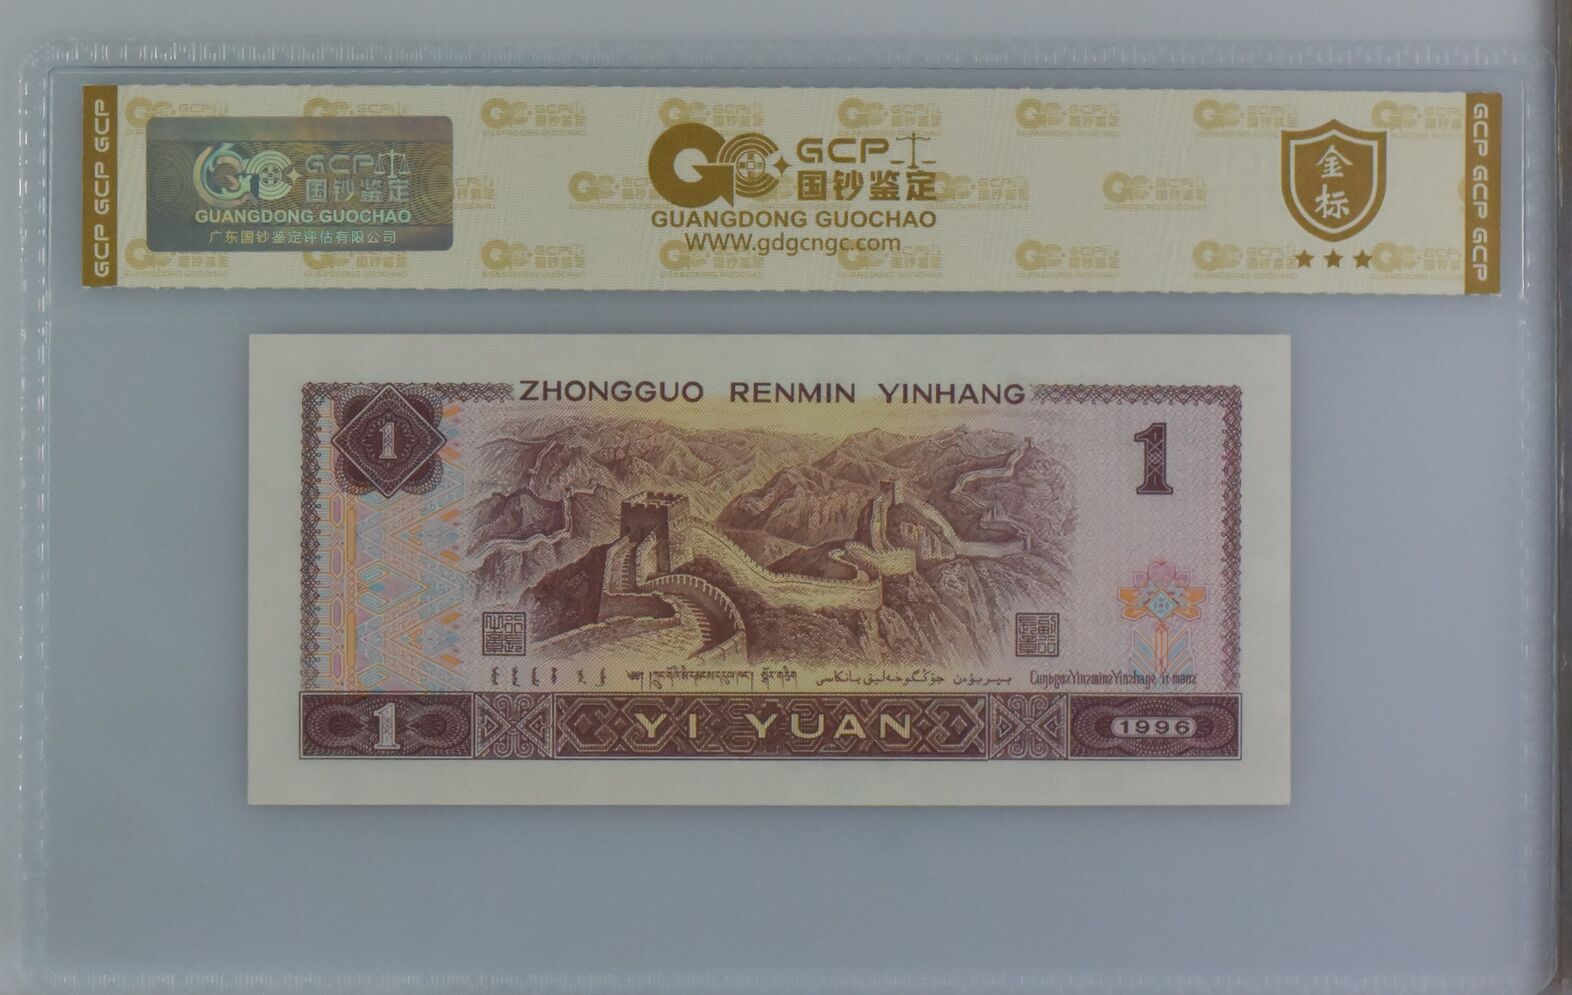 GCP GCP GCP
GCP
国钞鉴定
GUANGDONG GUOCHAO
广东国钞鉴定评估有限公司
GCP
国钞鉴定
GUANGDONG GUOCHAO
WWW.gdgcngc.com
金标
GCP GCP GCP
ZHONGGUO RENMIN YINHANG
1
1
1
YI YUAN
1996